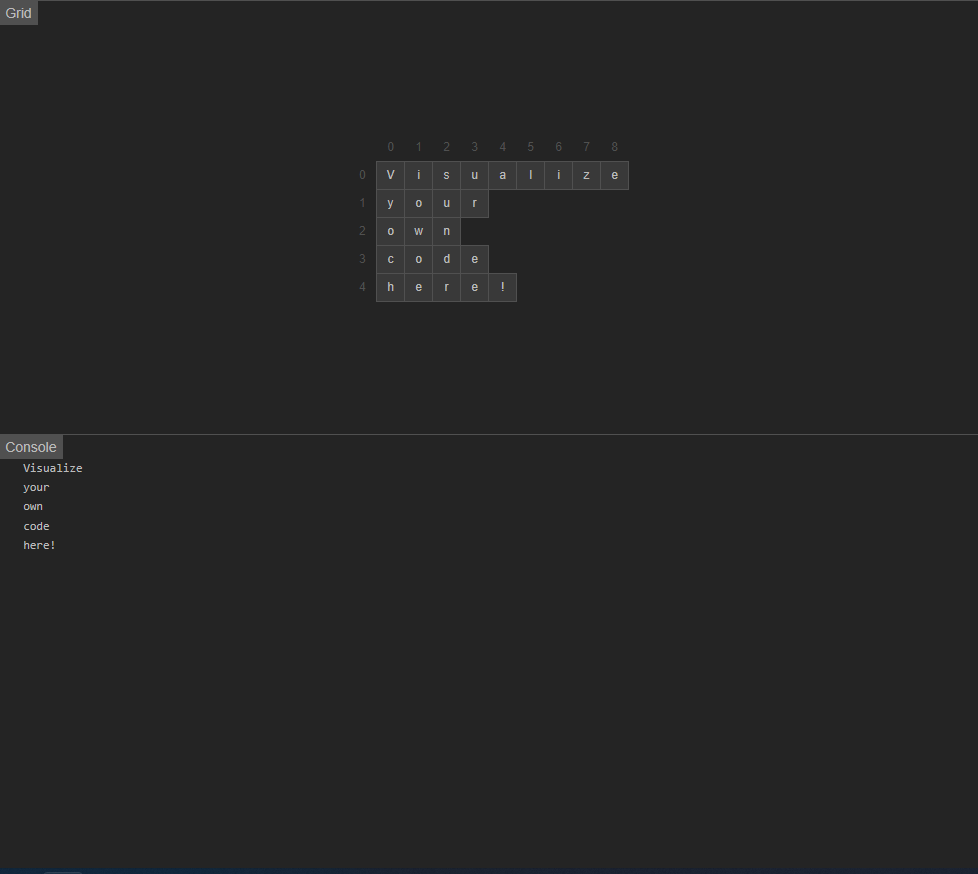 Grid
0 1 2 3 4 5 6 7 8
0 V i s u a l i z e
1 y o u r
2 o w n
3 c o d e
4 h e r e !
Console
Visualize
your
own
code
here!